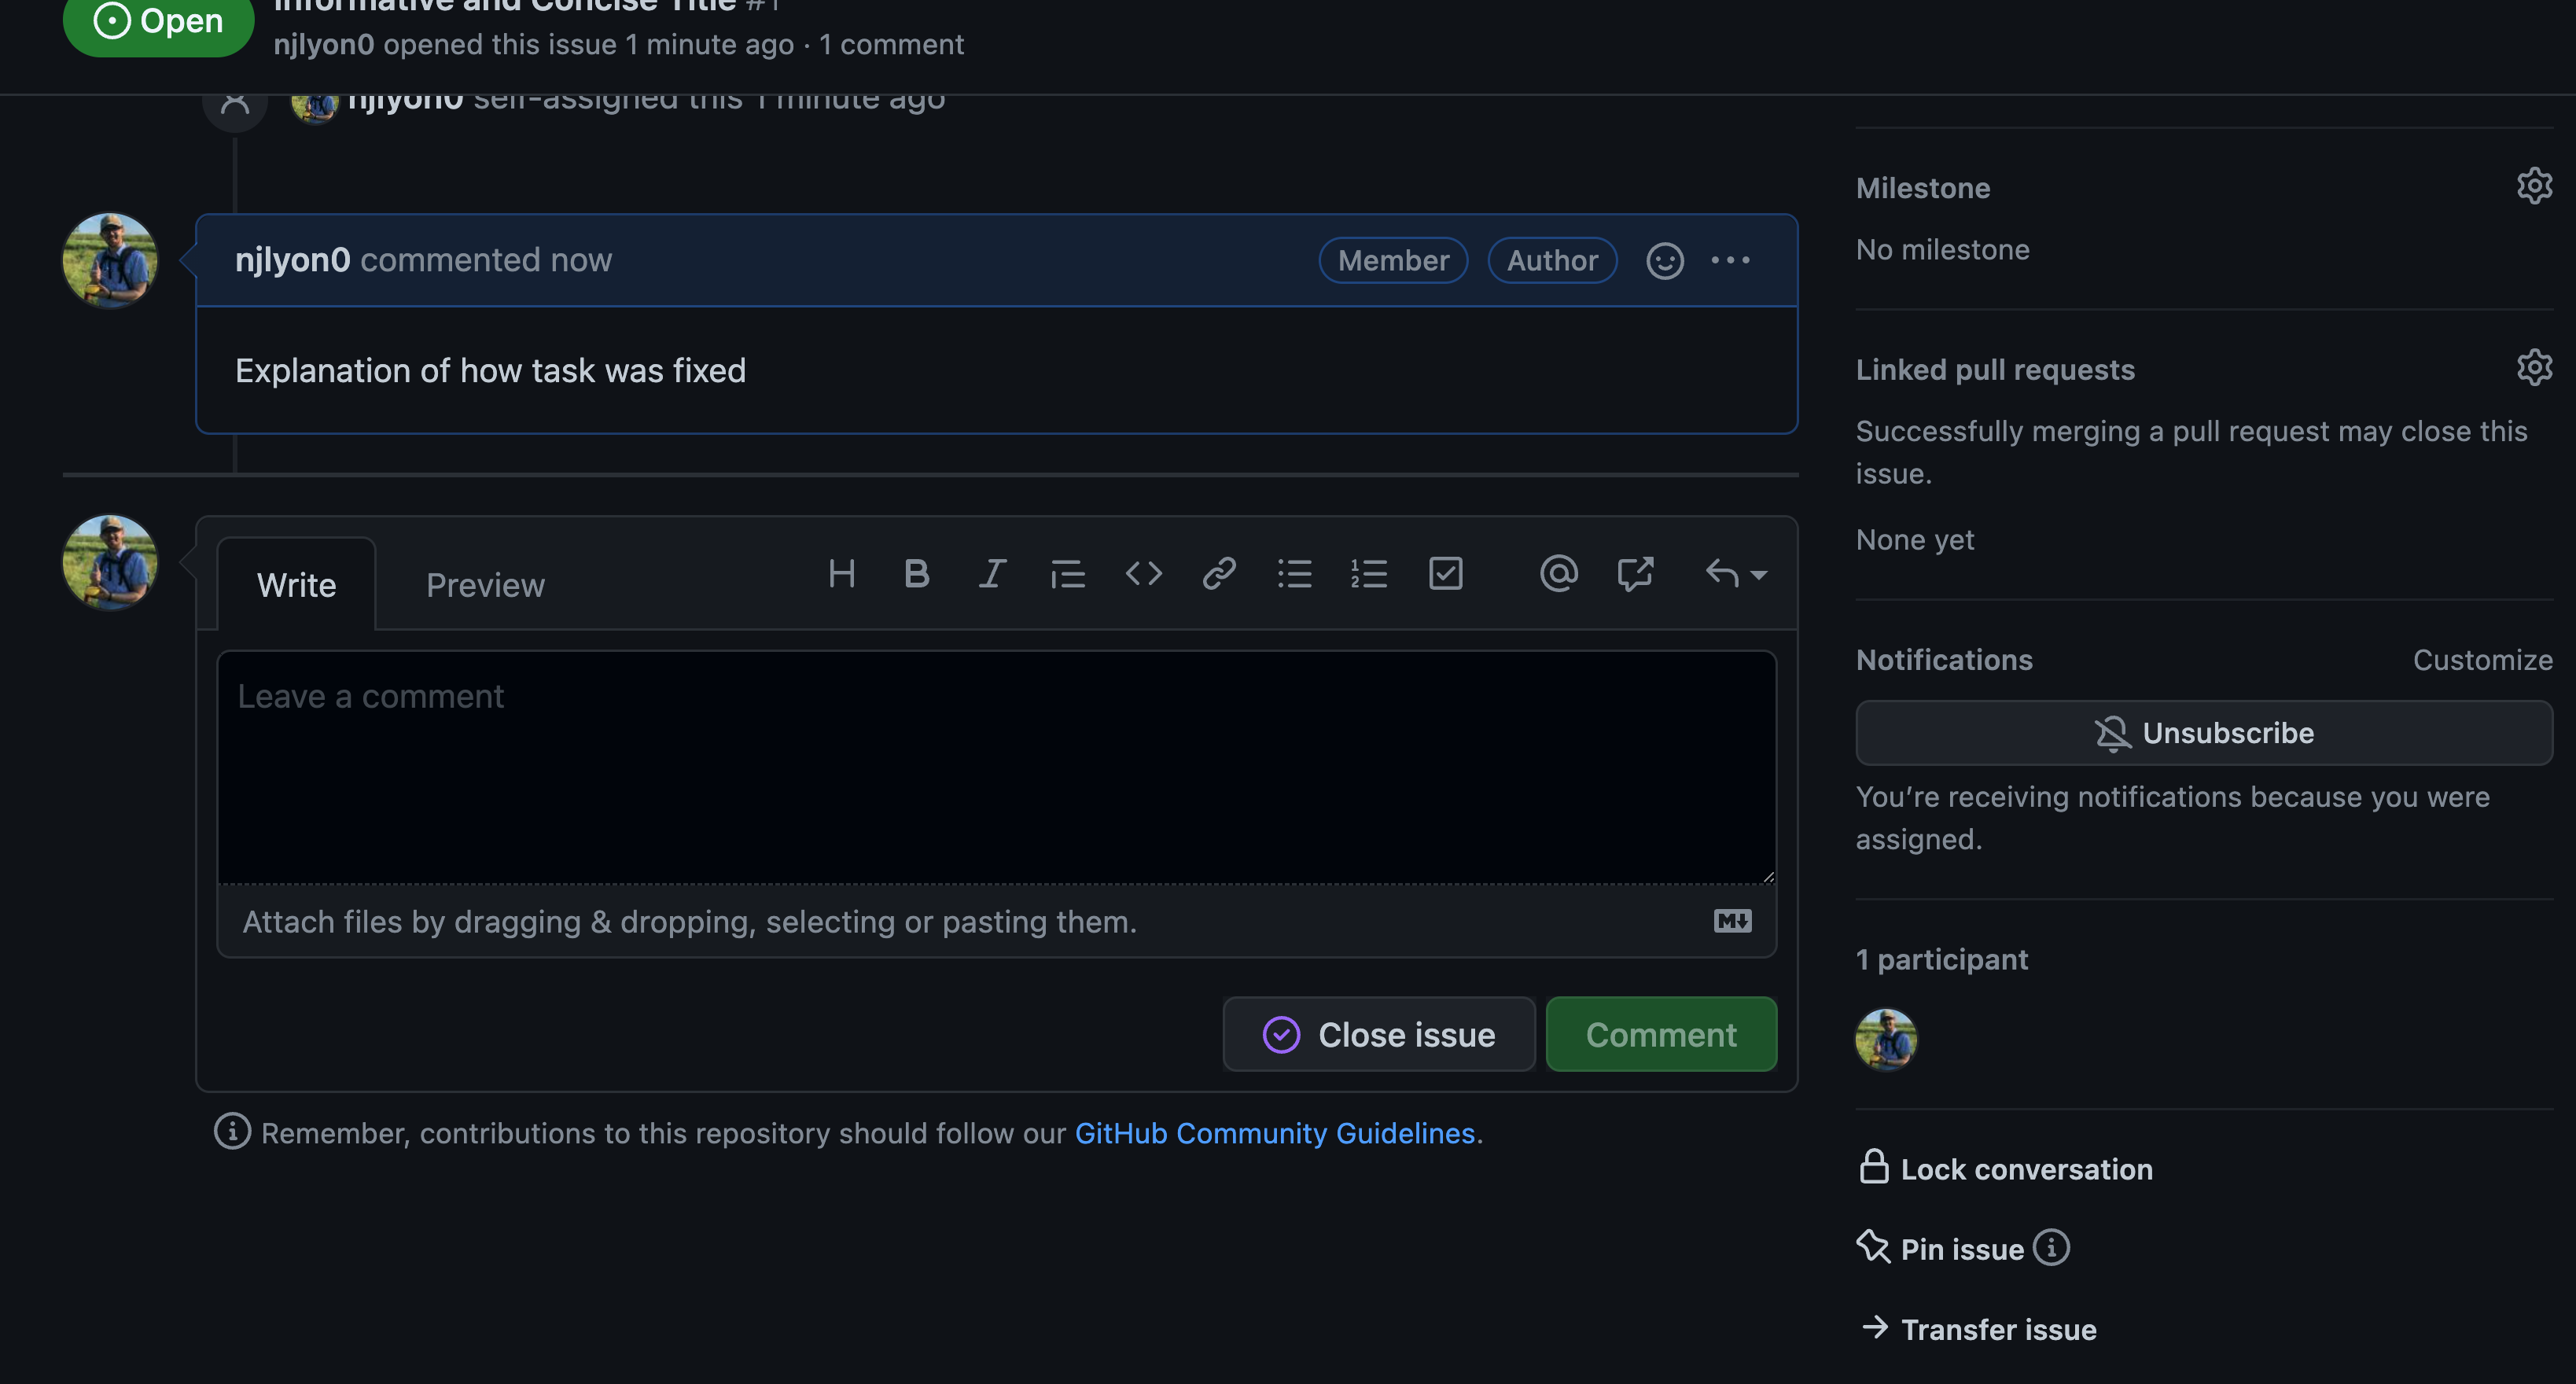 Open
Informative and Concise Title #1
njlyon0 opened this issue 1 minute ago · 1 comment
njlyon0 self-assigned this 1 minute ago
njlyon0 commented now
Member
Author
Explanation of how task was fixed
Write
Preview
Leave a comment
Attach files by dragging & dropping, selecting or pasting them.
Close issue
Comment
Remember, contributions to this repository should follow our GitHub Community Guidelines.
Milestone
No milestone
Linked pull requests
Successfully merging a pull request may close this
issue.
None yet
Notifications
Customize
Unsubscribe
You’re receiving notifications because you were
assigned.
1 participant
Lock conversation
Pin issue
Transfer issue